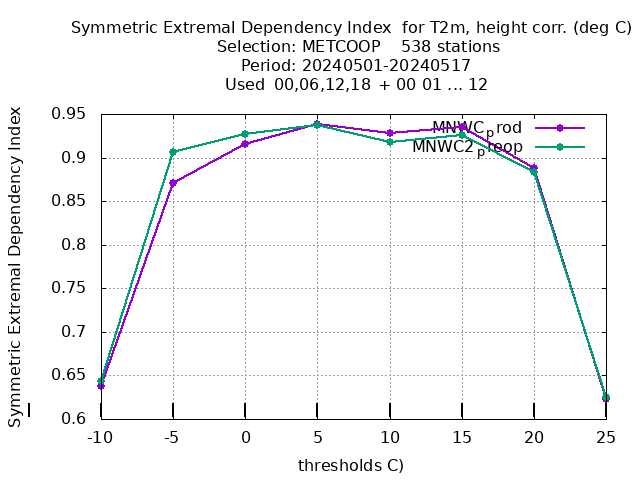 Symmetric Extremal Dependency Index  for T2m, height corr. (deg C)
Selection: METCOOP    538 stations
Period: 20240501-20240517
Used  00,06,12,18  + 00 01 ... 12
Symmetric Extremal Dependency Index
0.95
0.9
0.85
0.8
0.75
0.7
0.65
0.6
MNWC_prod
MNWC2_proop
-10 -5 0 5 10 15 20 25
thresholds C)